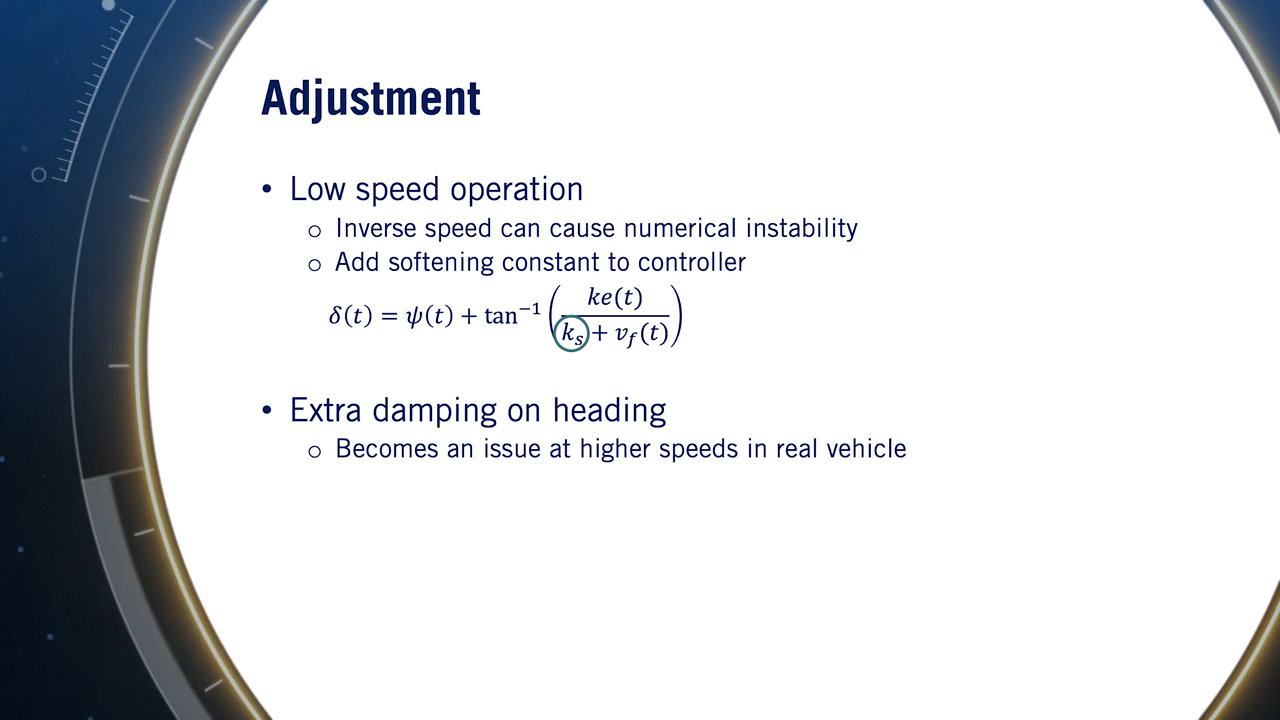 Adjustment
• Low speed operation
o Inverse speed can cause numerical instability
o Add softening constant to controller
δ(t) = ψ(t) + tan⁻¹(ke(t) / (kₛ + v_f(t)))
• Extra damping on heading
o Becomes an issue at higher speeds in real vehicle